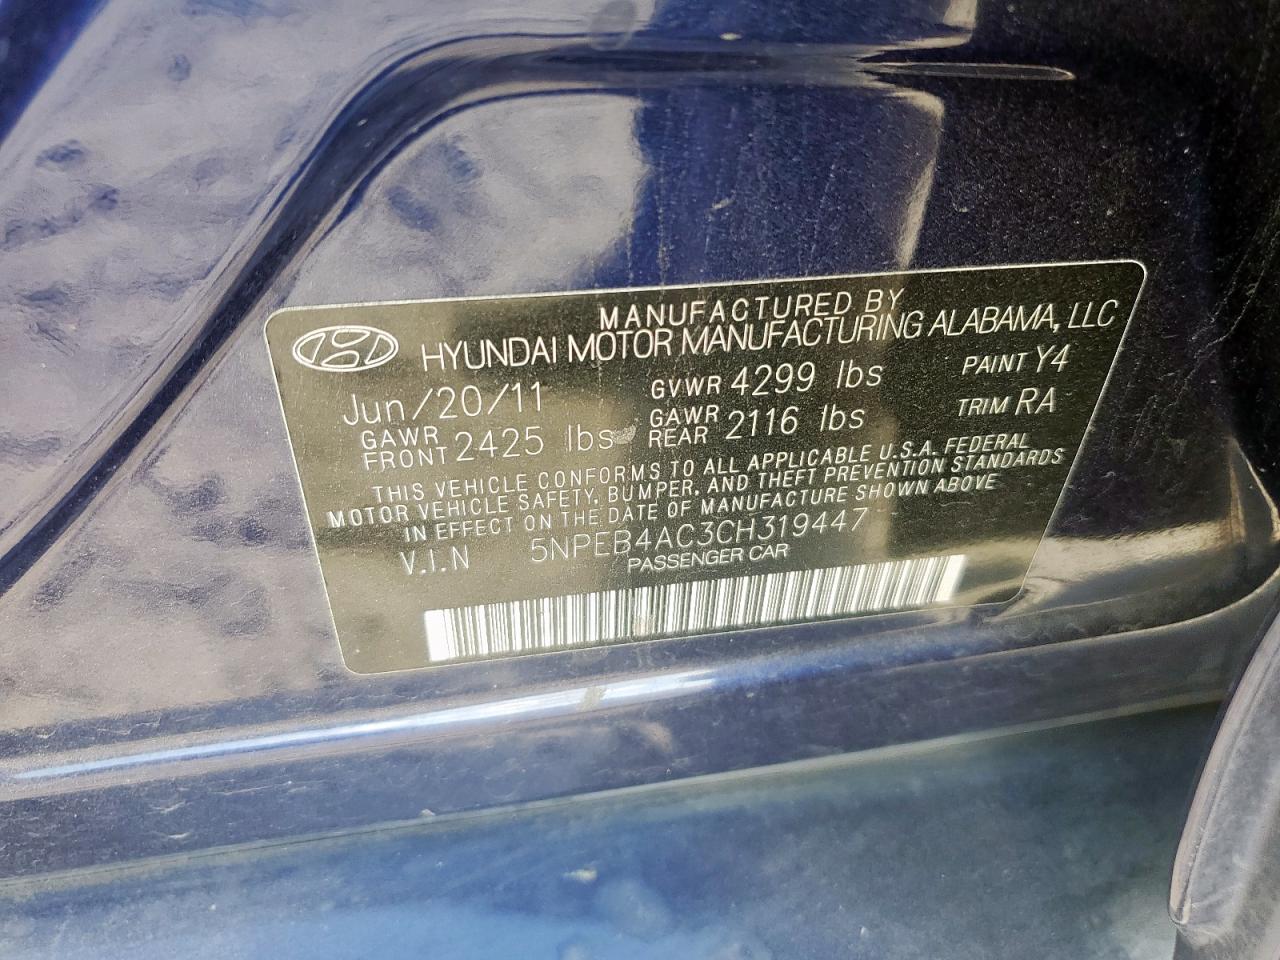 MANUFACTURED BY
HYUNDAI MOTOR MANUFACTURING ALABAMA, LLC
Jun/20/11 GVWR 4299 lbs PAINT Y4
GAWR FRONT 2425 lbs GAWR REAR 2116 lbs TRIM RA
THIS VEHICLE CONFORMS TO ALL APPLICABLE U.S.A. FEDERAL
MOTOR VEHICLE SAFETY, BUMPER, AND THEFT PREVENTION STANDARDS
IN EFFECT ON THE DATE OF MANUFACTURE SHOWN ABOVE
V.I.N 5NPEB4AC3CH319447
PASSENGER CAR